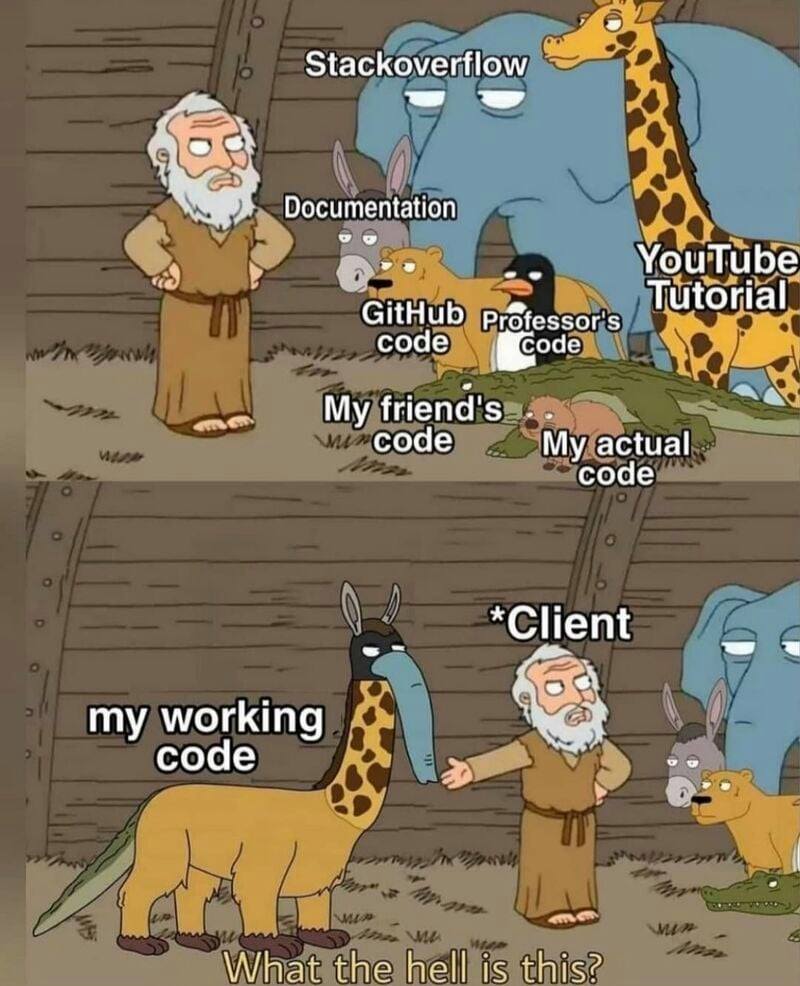 Stackoverflow
Documentation
YouTube
Tutorial
GitHub
code
Professor's
code
My friend's
code
My actual
code
*Client
my working
code
What the hell is this?